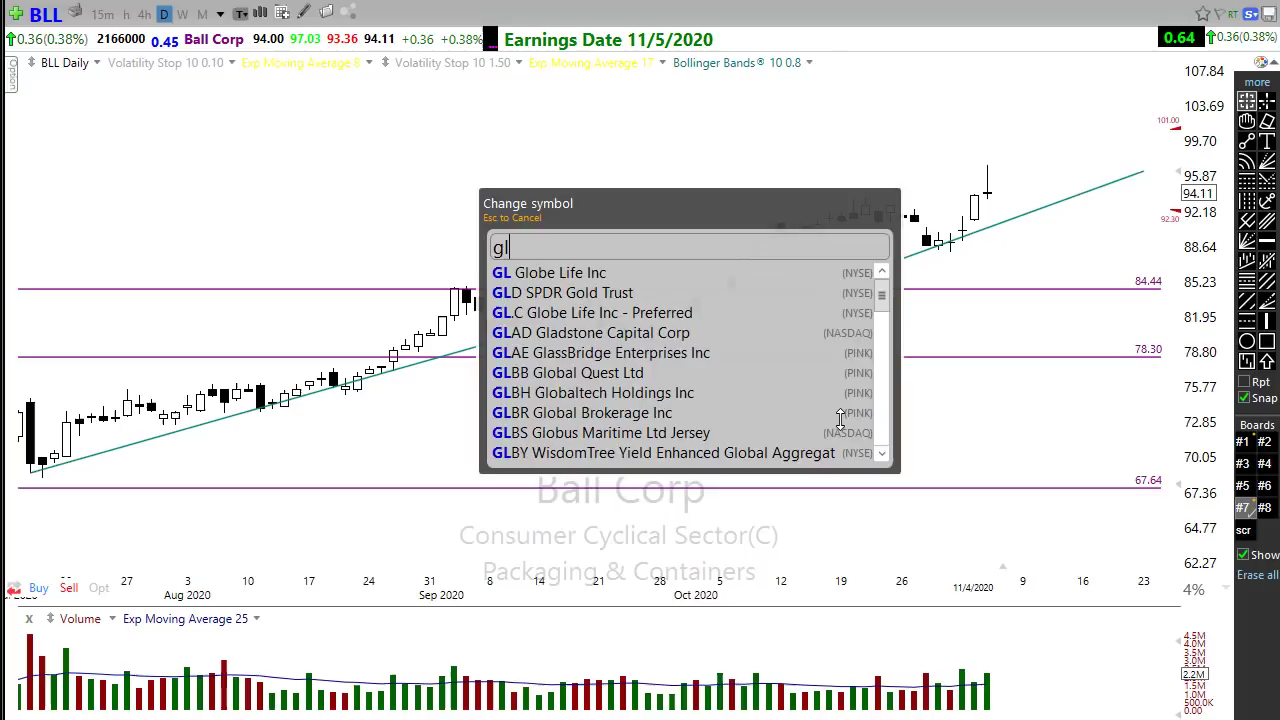 BLL 15m h 4h D W M T RT S
0.36(0.38%) 2166000 0.45 Ball Corp 94.00 97.03 93.36 94.11 +0.36 +0.38% Earnings Date 11/5/2020 0.64 0.36(0.38%)
Option
BLL Daily Volatility Stop 10 0.10 Exp Moving Average 8 Volatility Stop 10 1.50 Exp Moving Average 17 Bollinger Bands® 10 0.8
107.84
103.69
101.00
99.70
95.87
94.11
92.30
92.18
88.64
84.44
85.23
81.95
78.30
78.80
75.77
72.85
70.05
67.64
67.36
64.77
62.27
more
T
Rpt
Snap
Boards
#1 #2
#3 #4
#5 #6
#7 #8
scr
Show
Erase all
Change symbol
Esc to Cancel
gl
GL Globe Life Inc (NYSE)
GLD SPDR Gold Trust (NYSE)
GL.C Globe Life Inc - Preferred (NYSE)
GLAD Gladstone Capital Corp (NASDAQ)
GLAE GlassBridge Enterprises Inc (PINK)
GLBB Global Quest Ltd (PINK)
GLBH Globaltech Holdings Inc (PINK)
GLBR Global Brokerage Inc (PINK)
GLBS Globus Maritime Ltd Jersey (NASDAQ)
GLBY WisdomTree Yield Enhanced Global Aggregat (NYSE)
Ball Corp
Consumer Cyclical Sector(C)
Packaging & Containers
Buy Sell Opt
27 3 10 17 24 31 8 14 21 28 5 12 19 26 9 16 23
Aug 2020 Sep 2020 Oct 2020 11/4/2020
4%
x Volume Exp Moving Average 25
4.5M
4.0M
3.5M
3.0M
2.2M
1.5M
1.0M
500.0K
0.00